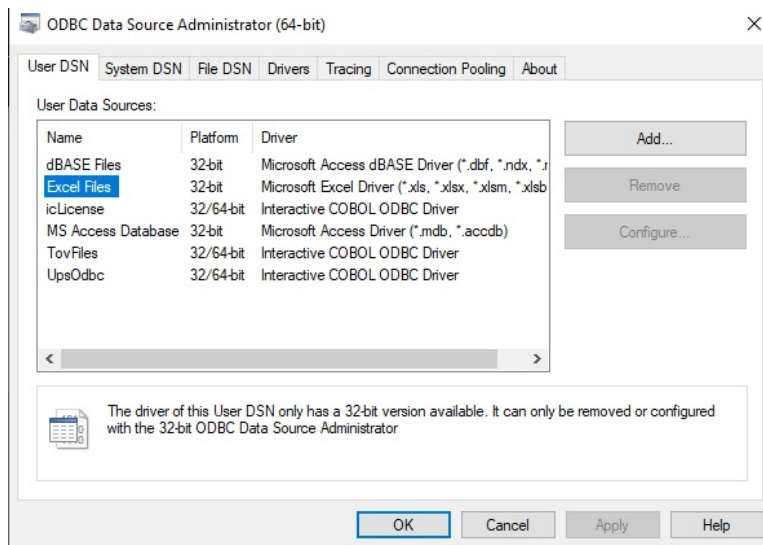 ODBC Data Source Administrator (64-bit)
User DSN System DSN File DSN Drivers Tracing Connection Pooling About
User Data Sources:
Name Platform Driver
dBASE Files 32-bit Microsoft Access dBASE Driver (*.dbf, *.ndx, *.r
Excel Files 32-bit Microsoft Excel Driver (*.xls, *.xlsx, *.xlsm, *.xlsb
icLicense 32/64-bit Interactive COBOL ODBC Driver
MS Access Database 32-bit Microsoft Access Driver (*.mdb, *.accdb)
TovFiles 32/64-bit Interactive COBOL ODBC Driver
UpsOdbc 32/64-bit Interactive COBOL ODBC Driver
Add...
Remove
Configure...
The driver of this User DSN only has a 32-bit version available. It can only be removed or configured
with the 32-bit ODBC Data Source Administrator
OK Cancel Apply Help